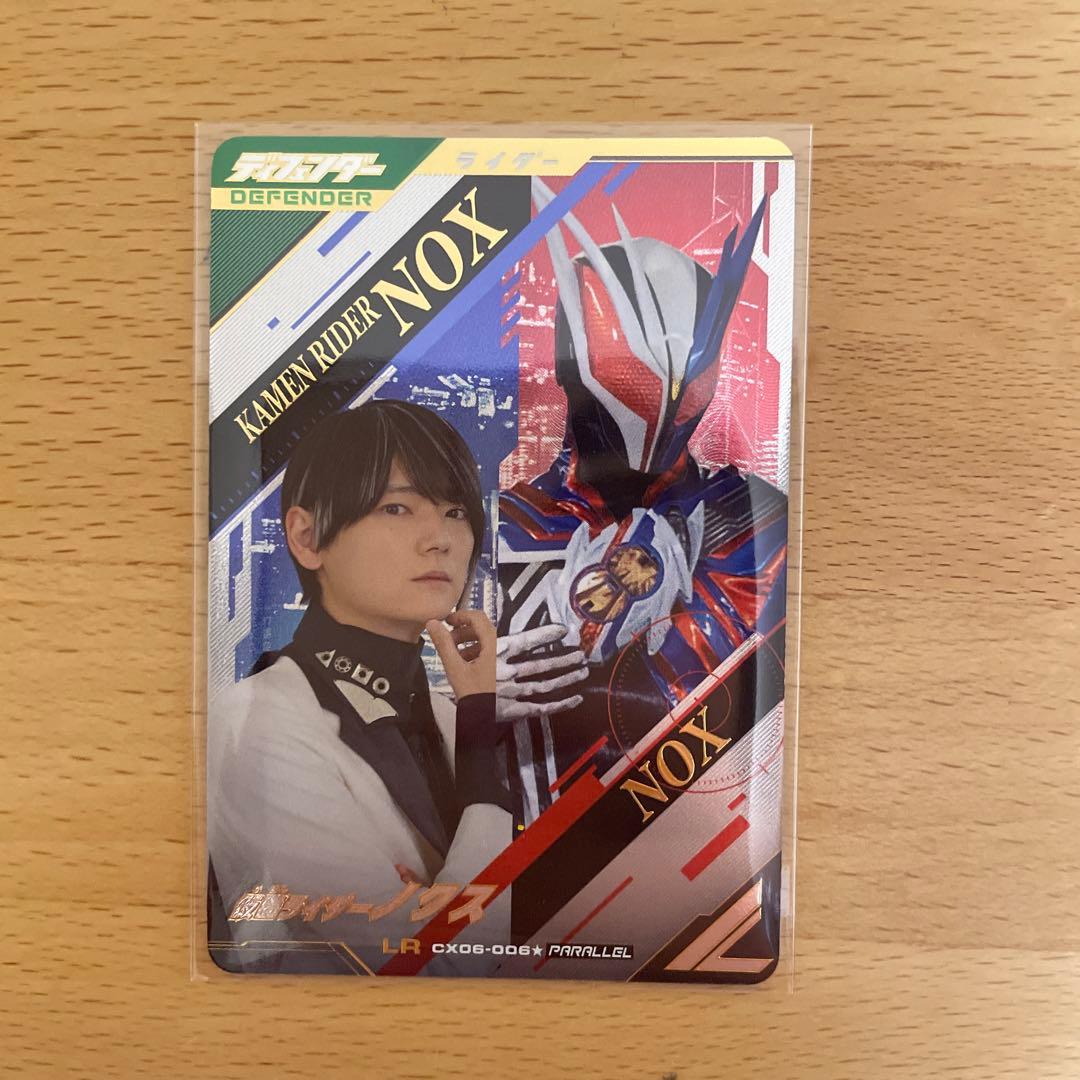 ディフェンダー
DEFENDER
ライダー
KAMEN RIDER NOX
NOX
仮面ライダーノクス
LR CX06-006★ PARALLEL